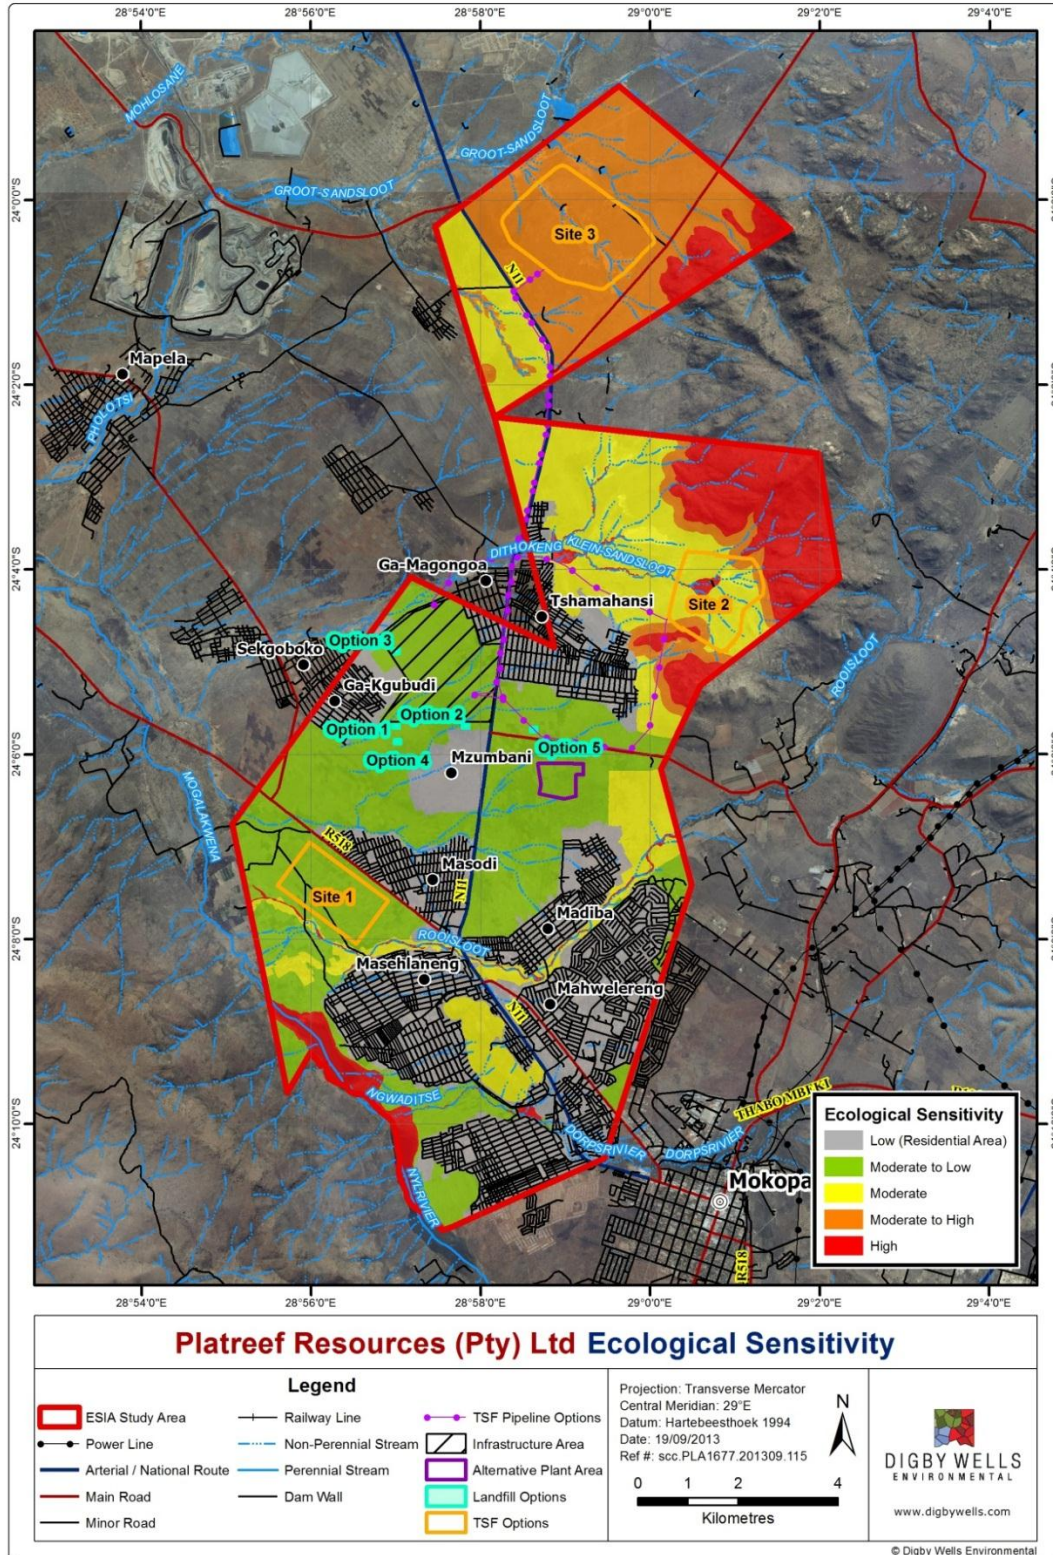 28°54'0"E 28°56'0"E 28°58'0"E 29°0'0"E 29°2'0"E 29°4'0"E
MOHLOSANE
GROOT-SANDSLOOT
GROOT-SANDSLOOT
24°0'0"S
Site 3
N11
24°2'0"S
Mapela
PHOLOTSI
24°4'0"S
DITHOKENG
KLEIN-SANDSLOOT
Ga-Magongoa
Tshamahansi
Site 2
Option 3
Sekgoboko
Ga-Kgubudi
ROOISLOOT
Option 2
Option 1
Option 5
24°6'0"S
Option 4
Mzumbani
MOGALAKWENA
R518
Masodi
N11
Site 1
Madiba
24°8'0"S
ROOISLOOT
Masehlaneng
Mahwelereng
N11
NGWADITSE
THABO MBEKI
24°10'0"S
DORPSRIVIER
DORPSRIVIER
NYLRIVIER
Mokopa
R518
Ecological Sensitivity
Low (Residential Area)
Moderate to Low
Moderate
Moderate to High
High
28°54'0"E 28°56'0"E 28°58'0"E 29°0'0"E 29°2'0"E 29°4'0"E
Platreef Resources (Pty) Ltd Ecological Sensitivity
Legend
ESIA Study Area
Power Line
Arterial / National Route
Main Road
Minor Road
Railway Line
Non-Perennial Stream
Perennial Stream
Dam Wall
TSF Pipeline Options
Infrastructure Area
Alternative Plant Area
Landfill Options
TSF Options
Projection: Transverse Mercator
Central Meridian: 29°E
Datum: Hartebeesthoek 1994
Date: 19/09/2013
Ref #: scc.PLA1677.201309.115
N
0 1 2 4
Kilometres
DIGBY WELLS
ENVIRONMENTAL
www.digbywells.com
© Digby Wells Environmental